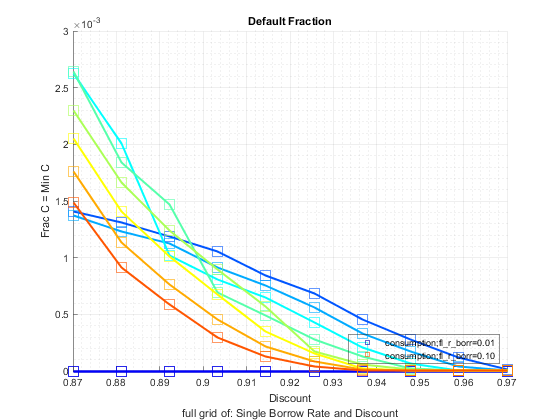 Default Fraction
×10-3
3
2.5
2
1.5
1
0.5
0
Frac C = Min C
consumption;fl_r_borr=0.01
consumption;fl_r_borr=0.10
0.87 0.88 0.89 0.9 0.91 0.92 0.93 0.94 0.95 0.96 0.97
Discount
full grid of: Single Borrow Rate and Discount